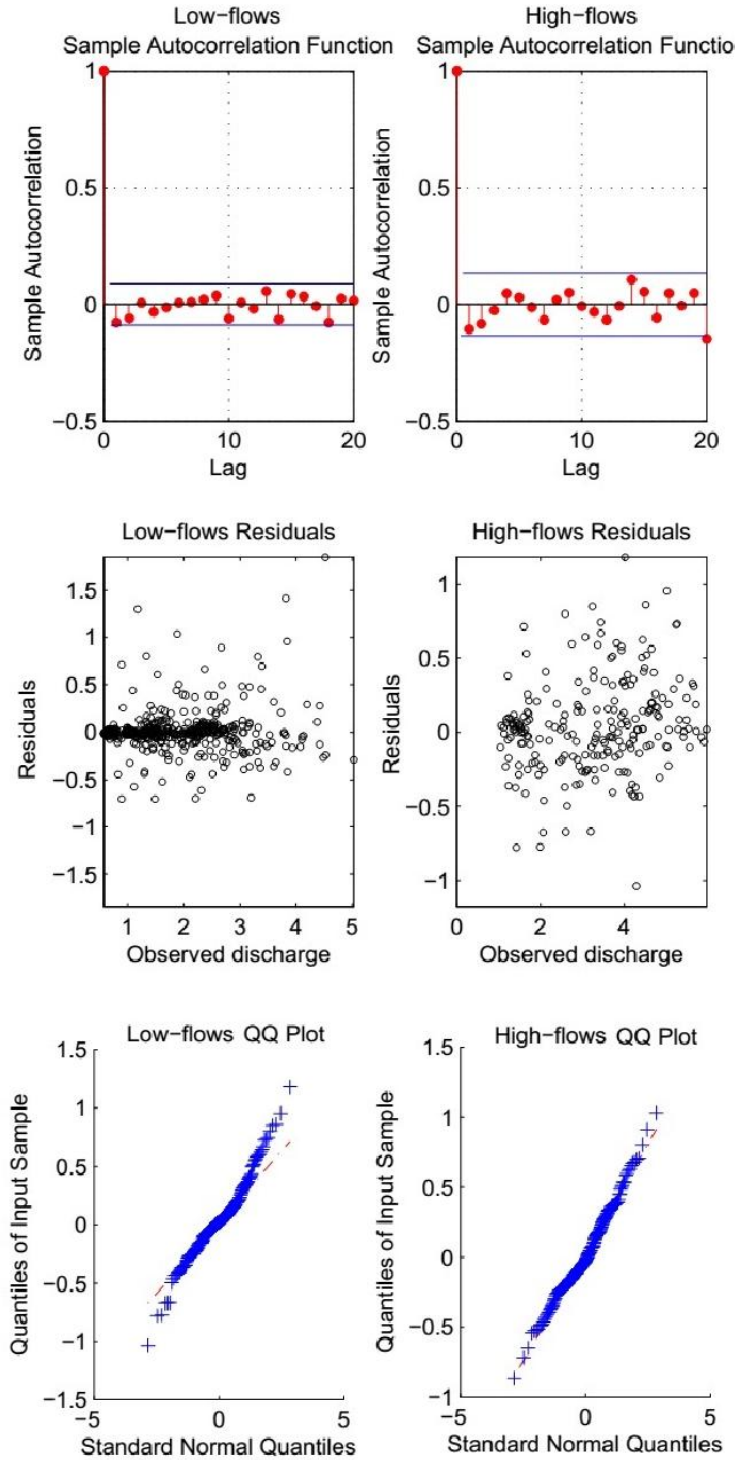 Low-flows
Sample Autocorrelation Function
High-flows
Sample Autocorrelation Functio
Sample Autocorrelation
1
0.5
0
-0.5
0
10
20
Lag
Sample Autocorrelation
1
0.5
0
-0.5
0
10
20
Lag
Low-flows Residuals
Residuals
1.5
1
0.5
0
-0.5
-1
-1.5
1
2
3
4
5
Observed discharge
High-flows Residuals
Residuals
1
0.5
0
-0.5
-1
0
2
4
Observed discharge
Low-flows QQ Plot
Quantiles of Input Sample
1.5
1
0.5
0
-0.5
-1
-1.5
-5
0
5
Standard Normal Quantiles
High-flows QQ Plot
Quantiles of Input Sample
1.5
1
0.5
0
-0.5
-1
-5
0
5
Standard Normal Quantiles